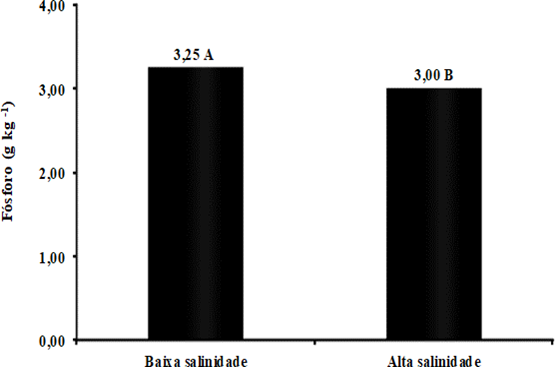 4,00
3,25 A
3,00 B
3,00
Fósforo (g kg -1)
2,00
1,00
0,00
Baixa salinidade
Alta salinidade